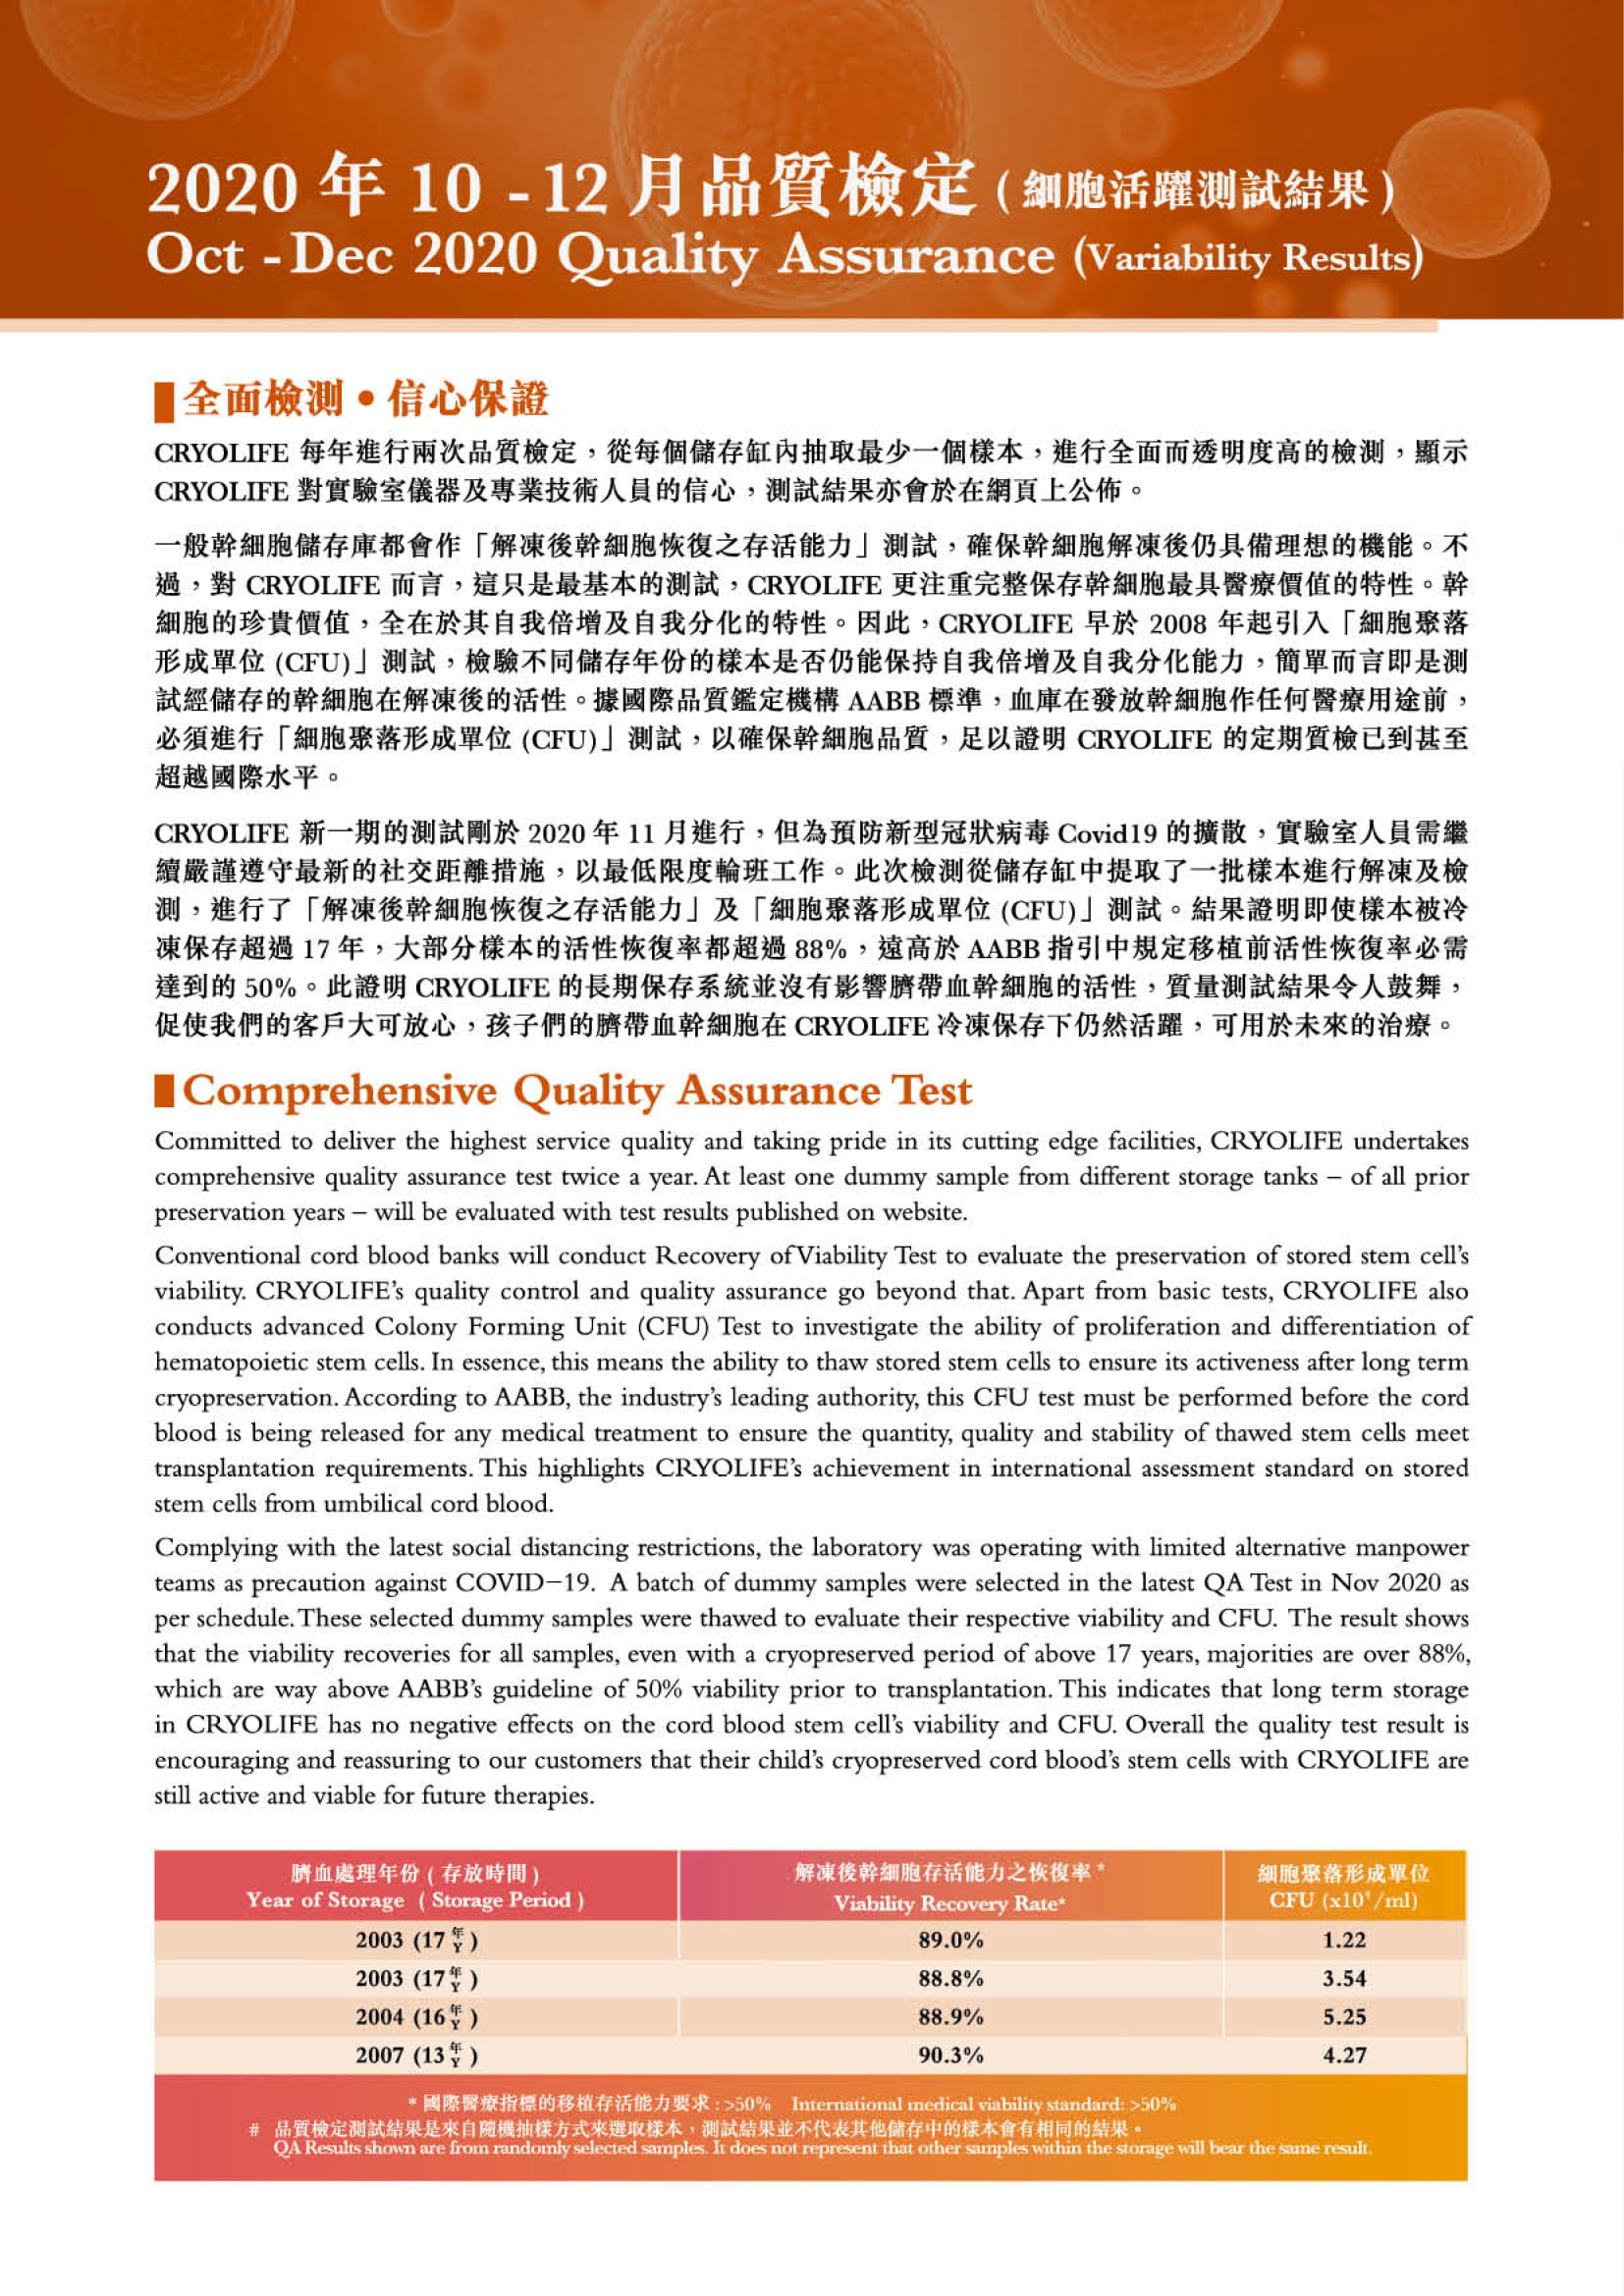 2020 年 10 - 12 月品質檢定 ( 細胞活躍測試結果 )
Oct - Dec 2020 Quality Assurance (Variability Results)
全面檢測 • 信心保證
CRYOLIFE 每年進行兩次品質檢定，從每個儲存缸內抽取最少一個樣本，進行全面而透明度高的檢測，顯示
CRYOLIFE 對實驗室儀器及專業技術人員的信心，測試結果亦會於在網頁上公佈。
一般幹細胞儲存庫都會作「解凍後幹細胞恢復之存活能力」測試，確保幹細胞解凍後仍具備理想的機能。不
過，對 CRYOLIFE 而言，這只是最基本的測試，CRYOLIFE 更注重完整保存幹細胞最具醫療價值的特性。幹
細胞的珍貴價值，全在於其自我倍增及自我分化的特性。因此，CRYOLIFE 早於 2008 年起引入「細胞聚落
形成單位 (CFU)」測試，檢驗不同儲存年份的樣本是否仍能保持自我倍增及自我分化能力，簡單而言即是測
試經儲存的幹細胞在解凍後的活性。據國際品質鑑定機構 AABB 標準，血庫在發放幹細胞作任何醫療用途前，
必須進行「細胞聚落形成單位 (CFU)」測試，以確保幹細胞品質，足以證明 CRYOLIFE 的定期質檢已到甚至
超越國際水平。
CRYOLIFE 新一期的測試剛於 2020 年 11 月進行，但為預防新型冠狀病毒 Covid19 的擴散，實驗室人員需繼
續嚴謹遵守最新的社交距離措施，以最低限度輪班工作。此次檢測從儲存缸中提取了一批樣本進行解凍及檢
測，進行了「解凍後幹細胞恢復之存活能力」及「細胞聚落形成單位 (CFU)」測試。結果證明即使樣本被冷
凍保存超過 17 年，大部分樣本的活性恢復率都超過 88%，遠高於 AABB 指引中規定移植前活性恢復率必需
達到的 50%。此證明 CRYOLIFE 的長期保存系統並沒有影響臍帶血幹細胞的活性，質量測試結果令人鼓舞，
促使我們的客戶大可放心，孩子們的臍帶血幹細胞在 CRYOLIFE 冷凍保存下仍然活躍，可用於未來的治療。
Comprehensive Quality Assurance Test
Committed to deliver the highest service quality and taking pride in its cutting edge facilities, CRYOLIFE undertakes
comprehensive quality assurance test twice a year. At least one dummy sample from different storage tanks – of all prior
preservation years – will be evaluated with test results published on website.
Conventional cord blood banks will conduct Recovery of Viability Test to evaluate the preservation of stored stem cell’s
viability. CRYOLIFE’s quality control and quality assurance go beyond that. Apart from basic tests, CRYOLIFE also
conducts advanced Colony Forming Unit (CFU) Test to investigate the ability of proliferation and differentiation of
hematopoietic stem cells. In essence, this means the ability to thaw stored stem cells to ensure its activeness after long term
cryopreservation. According to AABB, the industry’s leading authority, this CFU test must be performed before the cord
blood is being released for any medical treatment to ensure the quantity, quality and stability of thawed stem cells meet
transplantation requirements. This highlights CRYOLIFE’s achievement in international assessment standard on stored
stem cells from umbilical cord blood.
Complying with the latest social distancing restrictions, the laboratory was operating with limited alternative manpower
teams as precaution against COVID–19. A batch of dummy samples were selected in the latest QA Test in Nov 2020 as
per schedule. These selected dummy samples were thawed to evaluate their respective viability and CFU. The result shows
that the viability recoveries for all samples, even with a cryopreserved period of above 17 years, majorities are over 88%,
which are way above AABB’s guideline of 50% viability prior to transplantation. This indicates that long term storage
in CRYOLIFE has no negative effects on the cord blood stem cell’s viability and CFU. Overall the quality test result is
encouraging and reassuring to our customers that their child’s cryopreserved cord blood’s stem cells with CRYOLIFE are
still active and viable for future therapies.
臍血處理年份 ( 存放時間 ) 解凍後幹細胞存活能力之恢復率 * 細胞聚落形成單位
Year of Storage ( Storage Period ) Viability Recovery Rate* CFU (x10⁴/ml)
2003 (17 年 Y ) 89.0% 1.22
2003 (17 年 Y ) 88.8% 3.54
2004 (16 年 Y ) 88.9% 5.25
2007 (13 年 Y ) 90.3% 4.27
* 國際醫療指標的移植存活能力要求 : >50% International medical viability standard: >50%
# 品質檢定測試結果是來自隨機抽樣方式來選取樣本，測試結果並不代表其他儲存中的樣本會有相同的結果。
QA Results shown are from randomly selected samples. It does not represent that other samples within the storage will bear the same result.